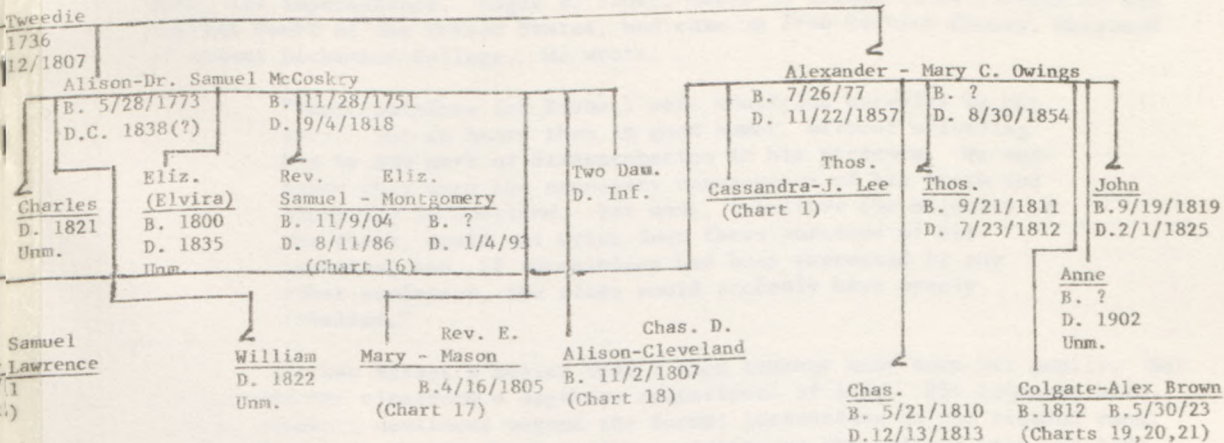 Tweedie
1736
12/1807
Alison-Dr. Samuel McCoskry
B. 5/28/1773 B. 11/28/1751
D.C. 1838(?) D. 9/4/1818
Alexander - Mary C. Owings
B. 7/26/77 B. ?
D. 11/22/1857 D. 8/30/1854
Charles
D. 1821
Unm.
Eliz.
(Elvira)
B. 1800
D. 1835
Unm.
Rev. Eliz.
Samuel - Montgomery
B. 11/9/04 B. ?
D. 8/11/86 D. 1/4/93
(Chart 16)
Two Dau.
D. Inf.
Thos.
Cassandra-J. Lee
(Chart 1)
Thos.
B. 9/21/1811
D. 7/23/1812
John
B.9/19/1819
D.2/1/1825
Anne
B. ?
D. 1902
Unm.
Samuel
Lawrence
William
D. 1822
Unm.
Rev. E.
Mary - Mason
B.4/16/1805
(Chart 17)
Chas. D.
Alison-Cleveland
B. 11/2/1807
(Chart 18)
Chas.
B. 5/21/1810
D.12/13/1813
Colgate-Alex Brown
B.1812 B.5/30/23
(Charts 19,20,21)